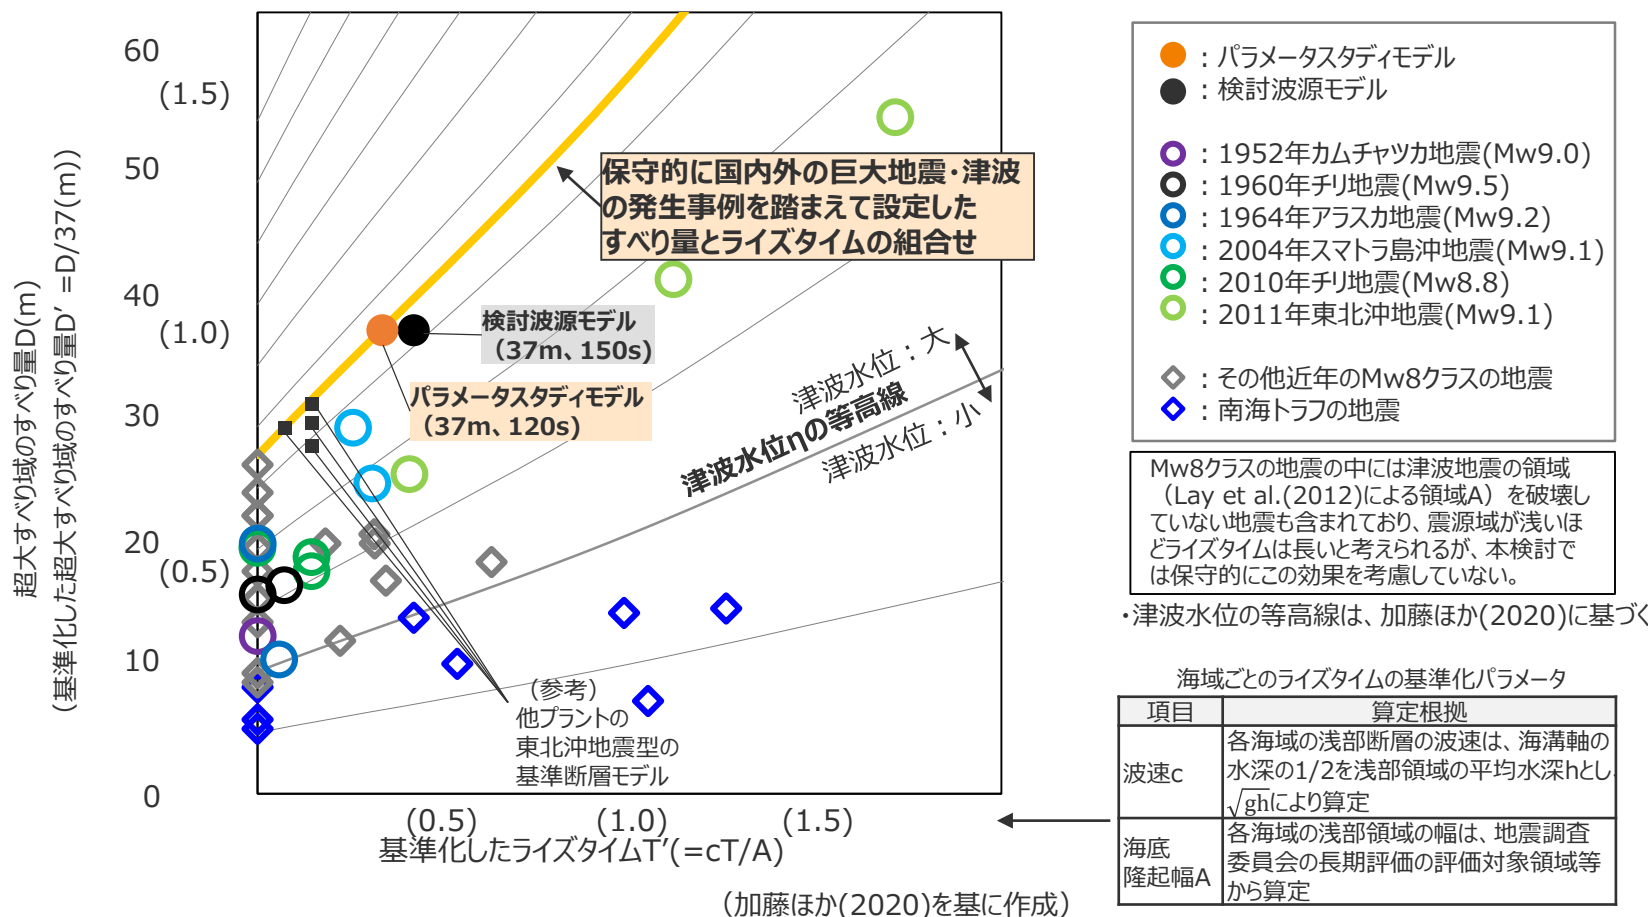 超大すべり域のすべり量D(m)
(基準化した超大すべり域のすべり量D’ =D/37(m))
60
(1.5)
50
40
(1.0)
30
20
(0.5)
10
0
(0.5)
(1.0)
(1.5)
基準化したライズタイムT’(=cT/A)
保守的に国内外の巨大地震・津波
の発生事例を踏まえて設定した
すべり量とライズタイムの組合せ
検討波源モデル
（37m、150s)
パラメータスタディモデル
（37m、120s）
津波水位：大
津波水位ηの等高線
津波水位：小
（参考）
他プラントの
東北沖地震型の
基準断層モデル
：パラメータスタディモデル
：検討波源モデル
：1952年カムチャツカ地震(Mw9.0)
：1960年チリ地震(Mw9.5)
：1964年アラスカ地震(Mw9.2)
：2004年スマトラ島沖地震(Mw9.1)
：2010年チリ地震(Mw8.8)
：2011年東北沖地震(Mw9.1)
：その他近年のMw8クラスの地震
：南海トラフの地震
Mw8クラスの地震の中には津波地震の領域
（Lay et al.(2012)による領域A）を破壊し
ていない地震も含まれており、震源域が浅いほ
どライズタイムは長いと考えられるが、本検討で
は保守的にこの効果を考慮していない。
・津波水位の等高線は、加藤ほか(2020)に基づく
海域ごとのライズタイムの基準化パラメータ
項目
算定根拠
波速c
各海域の浅部断層の波速は、海溝軸の
水深の1/2を浅部領域の平均水深hとし、
√ghにより算定
海底
隆起幅A
各海域の浅部領域の幅は、地震調査
委員会の長期評価の評価対象領域等
から算定
（加藤ほか(2020)を基に作成）